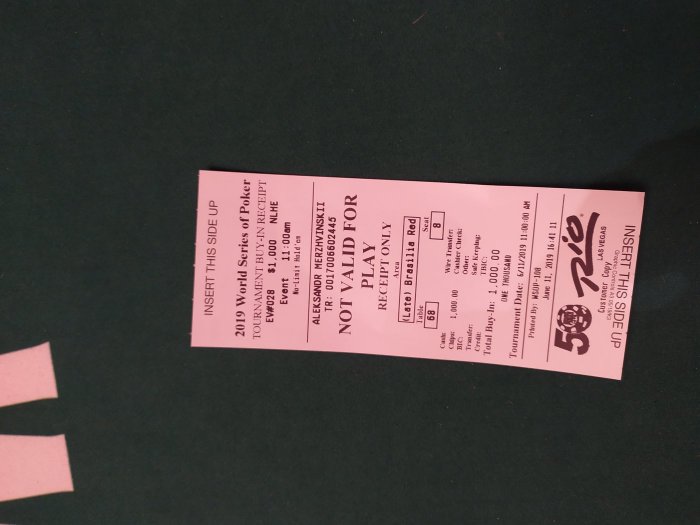 INSERT THIS SIDE UP
2019 World Series of Poker
TOURNAMENT BUY-IN RECEIPT
EV#028 $1,000 NLHE
Event 11:00am
No-Limit Hold'em
ALEKSANDR MERZHVINSKII
TR: 0017006602445
NOT VALID FOR
PLAY
RECEIPT ONLY
Area
(Late) Brasilia Red
Table Seat
68 8
Cash: Wire Transfer:
Chips: 1,000.00 Cashier Check:
BIC: Other:
Transfer: Safe Keeping:
Credit: TBIC:
Total Buy-In: 1,000.00
ONE THOUSAND
Tournament Date: 6/11/2019 11:00:00 AM
Printed By: WSOP-108
June 11, 2019 16:41 11
50 Rio
LAS VEGAS
Customer Copy
INSERT THIS SIDE UP